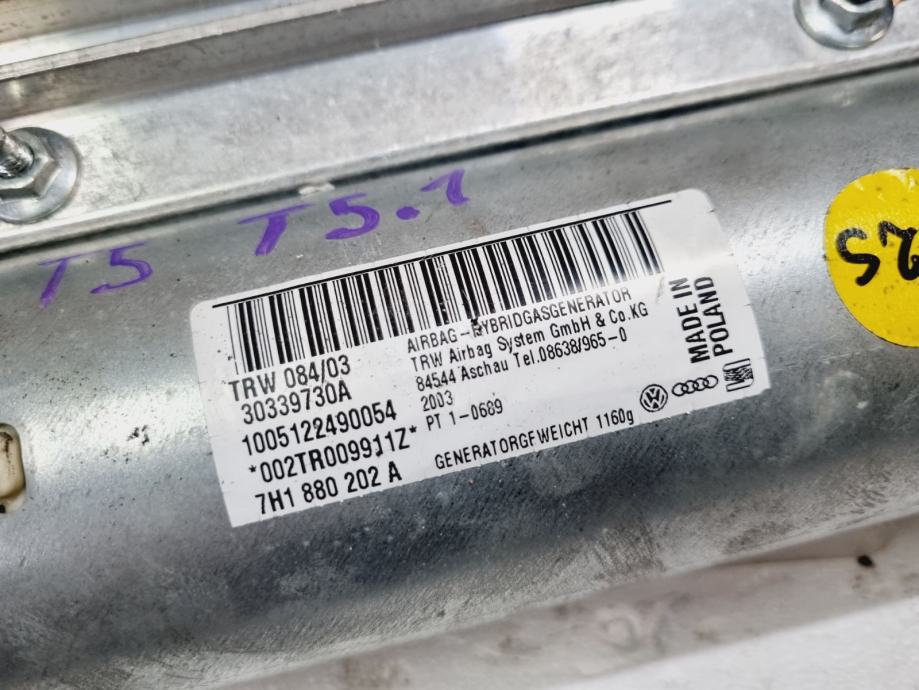 T5 T5.1
25
TRW 084/03
30339730A
1005122490054
*002TR009911Z*
7H1 880 202 A
AIRBAG-HYBRIDGASGENERATOR
TRW Airbag System GmbH & Co.KG
84544 Aschau Tel.08638/965-0
2003
PT 1-0689
GENERATORGFWEICHT 1160g
MADE IN
POLAND